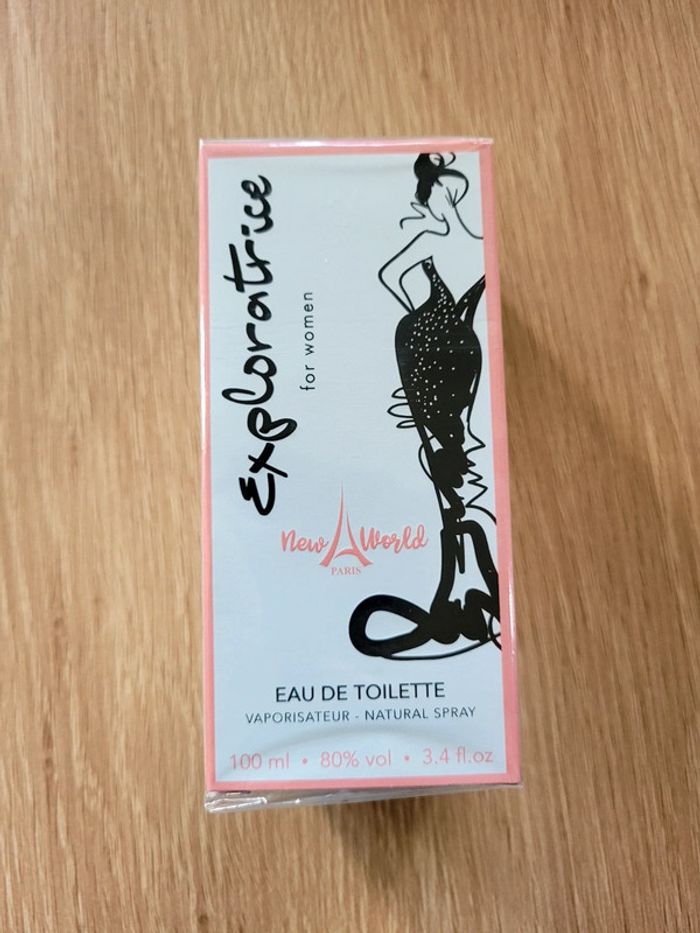 Exploratrice
for women
New World
PARIS
EAU DE TOILETTE
VAPORISATEUR - NATURAL SPRAY
100 ml • 80% vol • 3.4 fl.oz